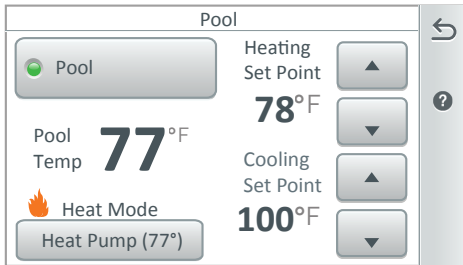 Pool
Pool
Heating
Set Point
78°F
Pool
Temp
77°F
Cooling
Set Point
100°F
Heat Mode
Heat Pump (77°)
?